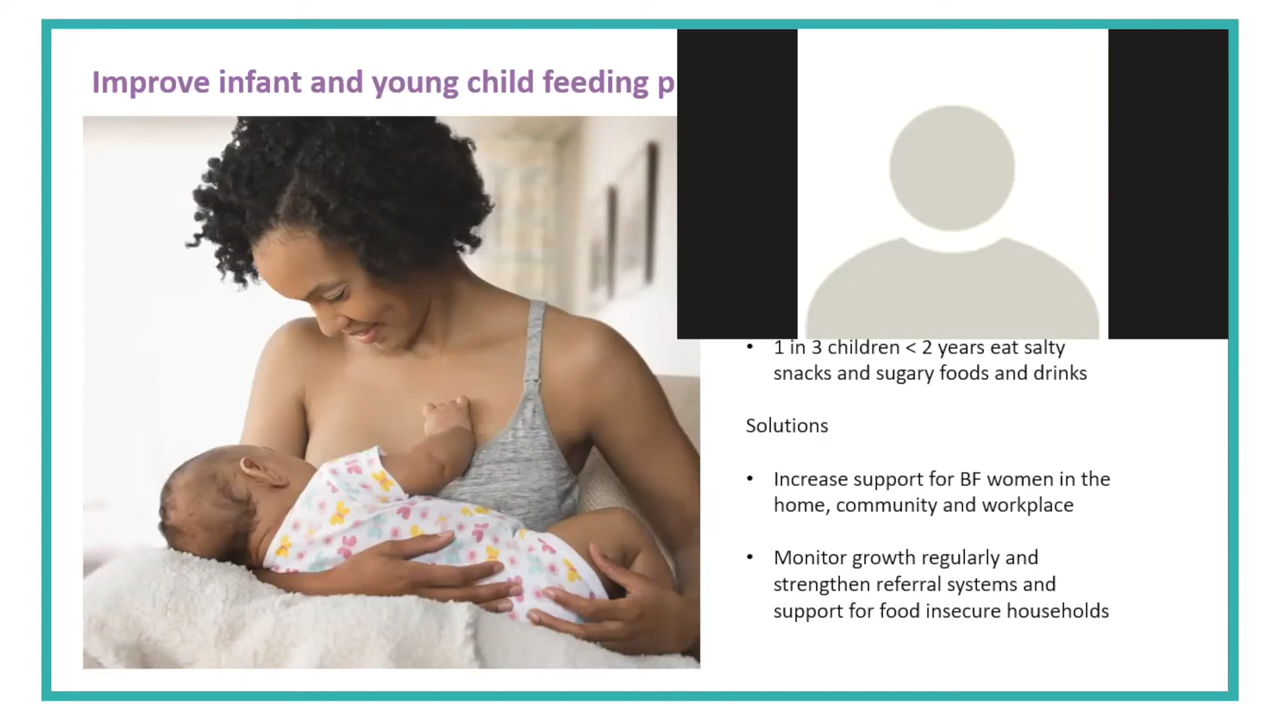 Improve infant and young child feeding p
• 1 in 3 children < 2 years eat salty
snacks and sugary foods and drinks
Solutions
• Increase support for BF women in the
home, community and workplace
• Monitor growth regularly and
strengthen referral systems and
support for food insecure households